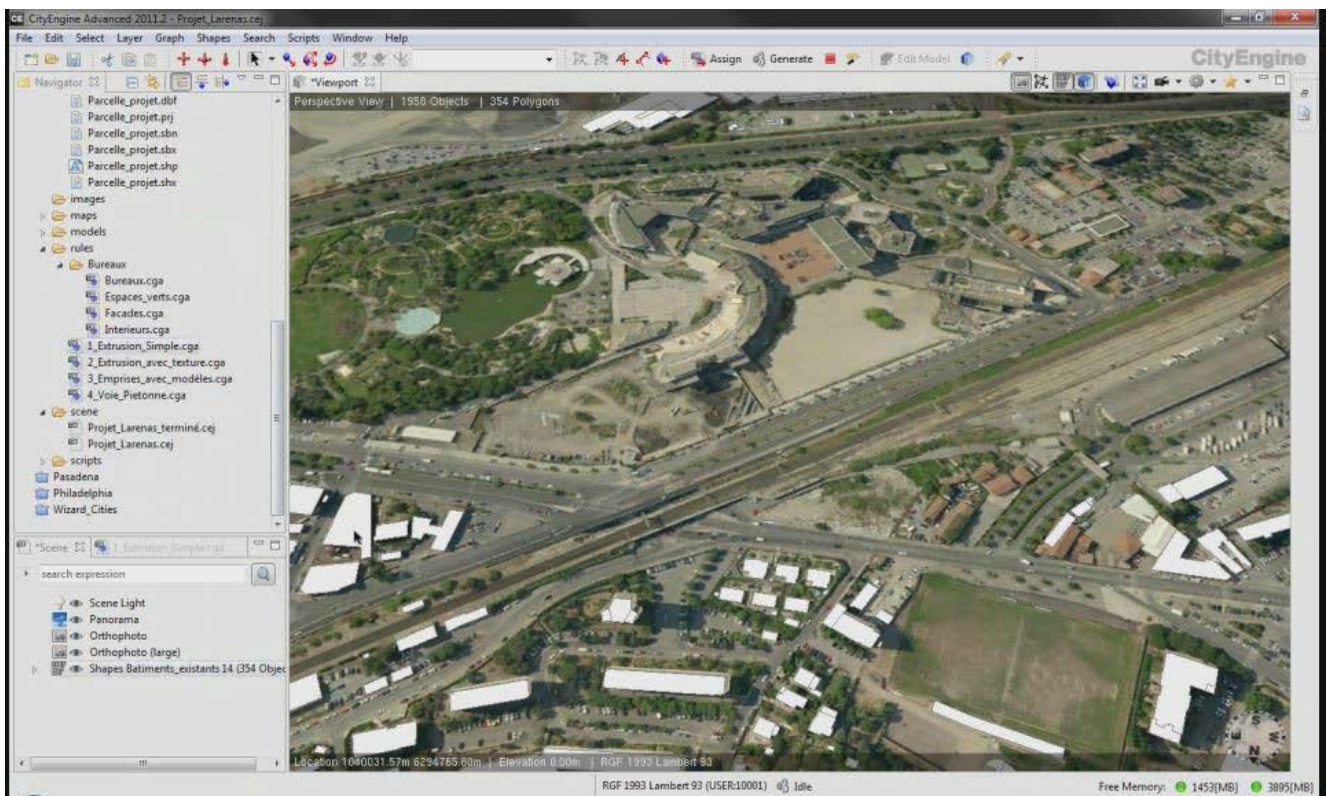 CE CityEngine Advanced 2011.2 - Projet_Larenas.cej
File Edit Select Layer Graph Shapes Search Scripts Window Help
Assign Generate Edit Model CityEngine
Navigator
*Viewport
Perspective View | 1958 Objects | 354 Polygons
Parcelle_projet.dbf
Parcelle_projet.prj
Parcelle_projet.sbn
Parcelle_projet.sbx
Parcelle_projet.shp
Parcelle_projet.shx
images
maps
models
rules
Bureaux
Bureaux.cga
Espaces_verts.cga
Facades.cga
Interieurs.cga
1_Extrusion_Simple.cga
2_Extrusion_avec_texture.cga
3_Emprises_avec_modèles.cga
4_Voie_Pietonne.cga
scene
Projet_Larenas_terminé.cej
Projet_Larenas.cej
scripts
Pasadena
Philadelphia
Wizard_Cities
*Scene 1_Extrusion_Simple.cga
search expression
Scene Light
Panorama
Orthophoto
Orthophoto (large)
Shapes Batiments_existants 14 (354 Objec
S W N E
Location 1040031.57m 6294765.80m | Elevation 0.00m | RGF 1993 Lambert 93
RGF 1993 Lambert 93 (USER:10001) Idle Free Memory: 1453[MB] 3895[MB]